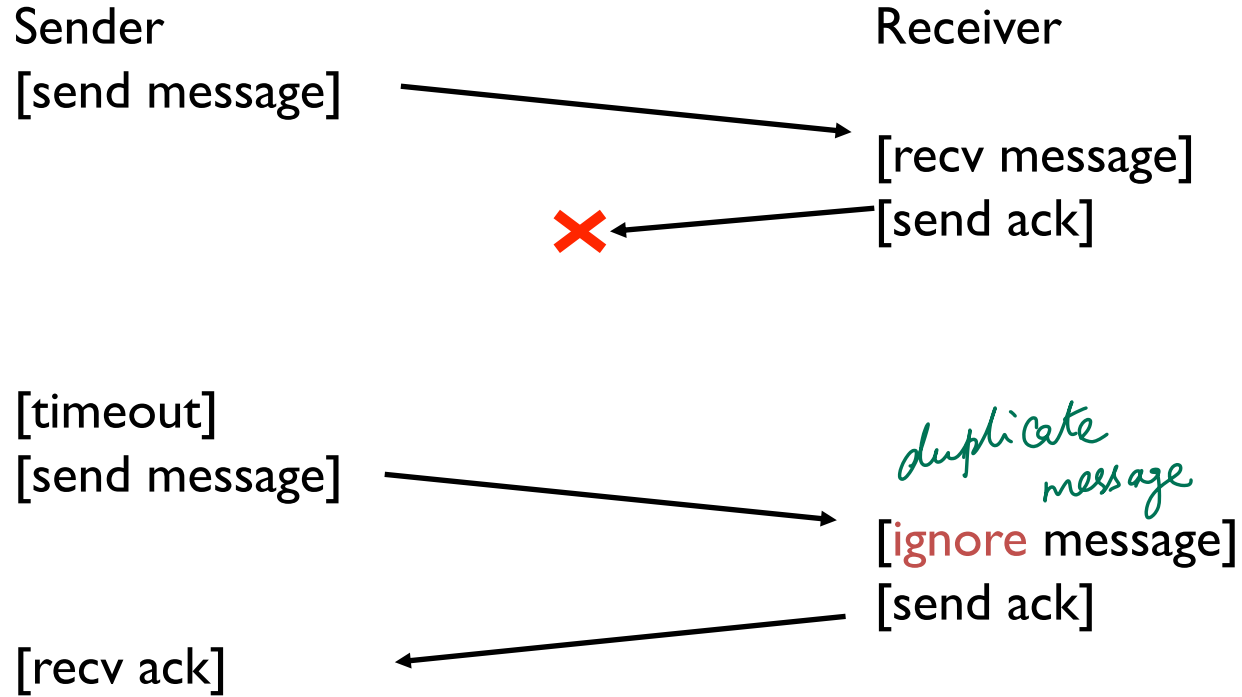 Sender
Receiver
[send message]
[recv message]
[send ack]
[timeout]
[send message]
duplicate
message
[ignore message]
[send ack]
[recv ack]